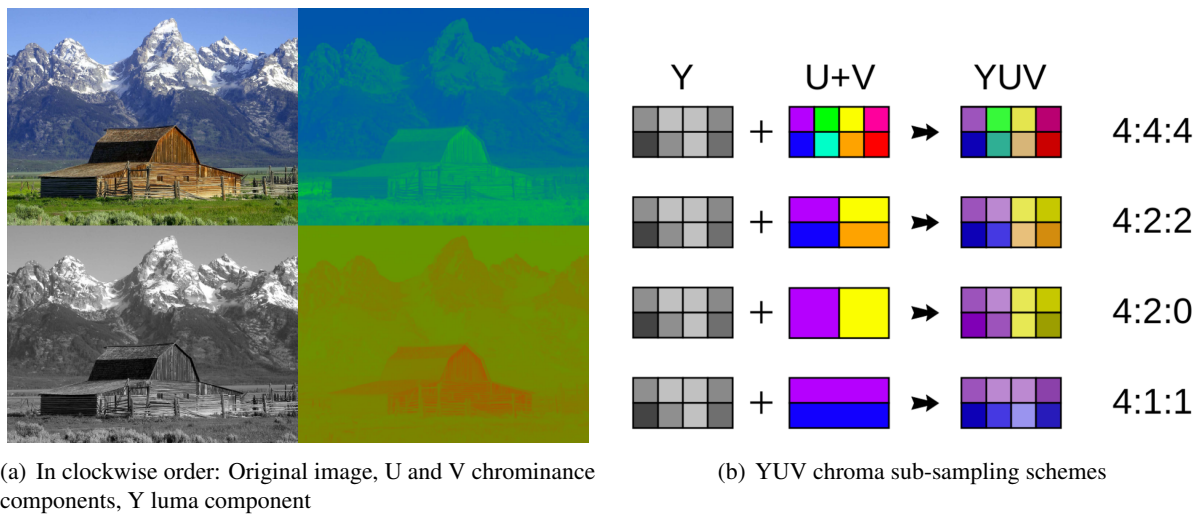 Y U+V YUV
4:4:4
4:2:2
4:2:0
4:1:1
(a) In clockwise order: Original image, U and V chrominance
components, Y luma component
(b) YUV chroma sub-sampling schemes